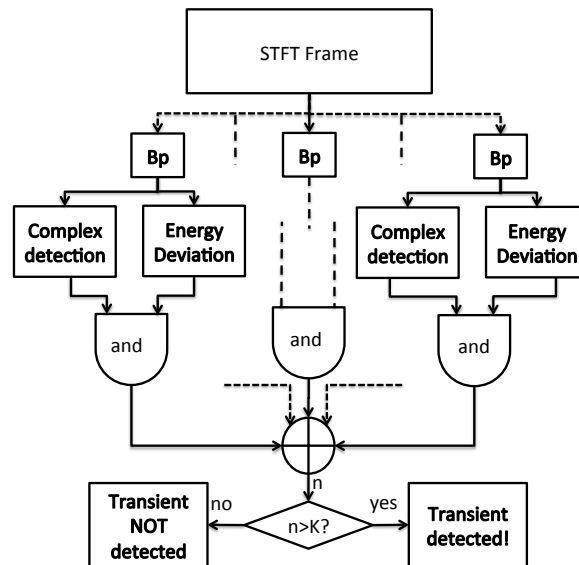 STFT Frame
Bp
Bp
Bp
Complex
detection
Energy
Deviation
Complex
detection
Energy
Deviation
and
and
and
n
Transient
NOT
detected
no
n>K?
yes
Transient
detected!